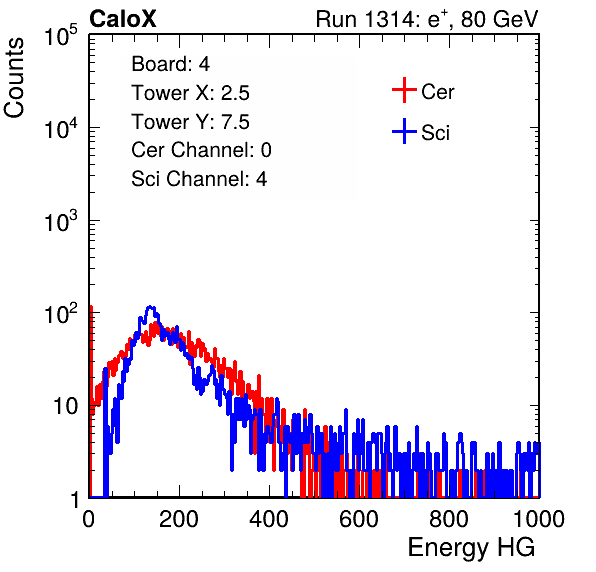 CaloX Run 1314: e⁺, 80 GeV
Counts
10⁵
10⁴
10³
10²
10
1
Board: 4
Tower X: 2.5
Tower Y: 7.5
Cer Channel: 0
Sci Channel: 4
Cer
Sci
0 200 400 600 800 1000
Energy HG